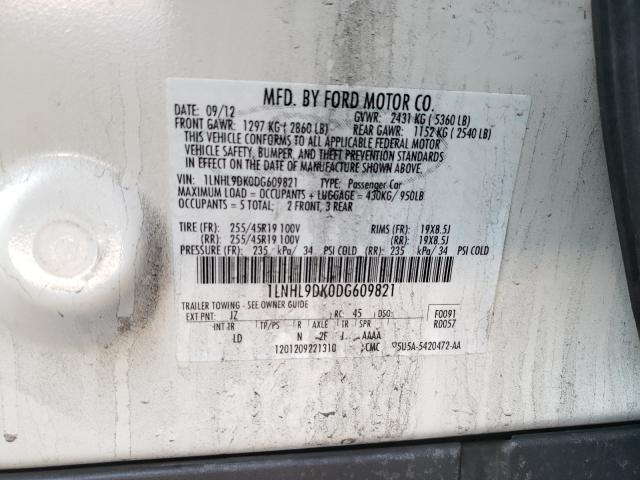 MFD. BY FORD MOTOR CO.
DATE: 09/12 GVWR: 2431 KG ( 5360 LB)
FRONT GAWR: 1297 KG ( 2860 LB) REAR GAWR: 1152 KG ( 2540 LB)
THIS VEHICLE CONFORMS TO ALL APPLICABLE FEDERAL MOTOR
VEHICLE SAFETY, BUMPER, AND THEFT PREVENTION STANDARDS
IN EFFECT ON THE DATE OF MANUFACTURE SHOWN ABOVE.
VIN: 1LNHL9DK0DG609821 TYPE: Passenger Car
MAXIMUM LOAD = OCCUPANTS + LUGGAGE = 430KG / 950LB
OCCUPANTS = 5 TOTAL: 2 FRONT, 3 REAR
TIRE (FR): 255/45R19 100V RIMS (FR): 19X8.5J
(RR): 255/45R19 100V (RR): 19X8.5J
PRESSURE (FR): 235 kPa/ 34 PSI COLD (RR): 235 kPa/ 34 PSI COLD
1LNHL9DK0DG609821
TRAILER TOWING - SEE OWNER GUIDE
EXT PNT: JZ RC: 45 DSO: F0091
INT TR TP/PS R AXLE TR SPR R0057
LD N 2F J AAAA
1201209221310 CMC 5U5A-5420472-AA